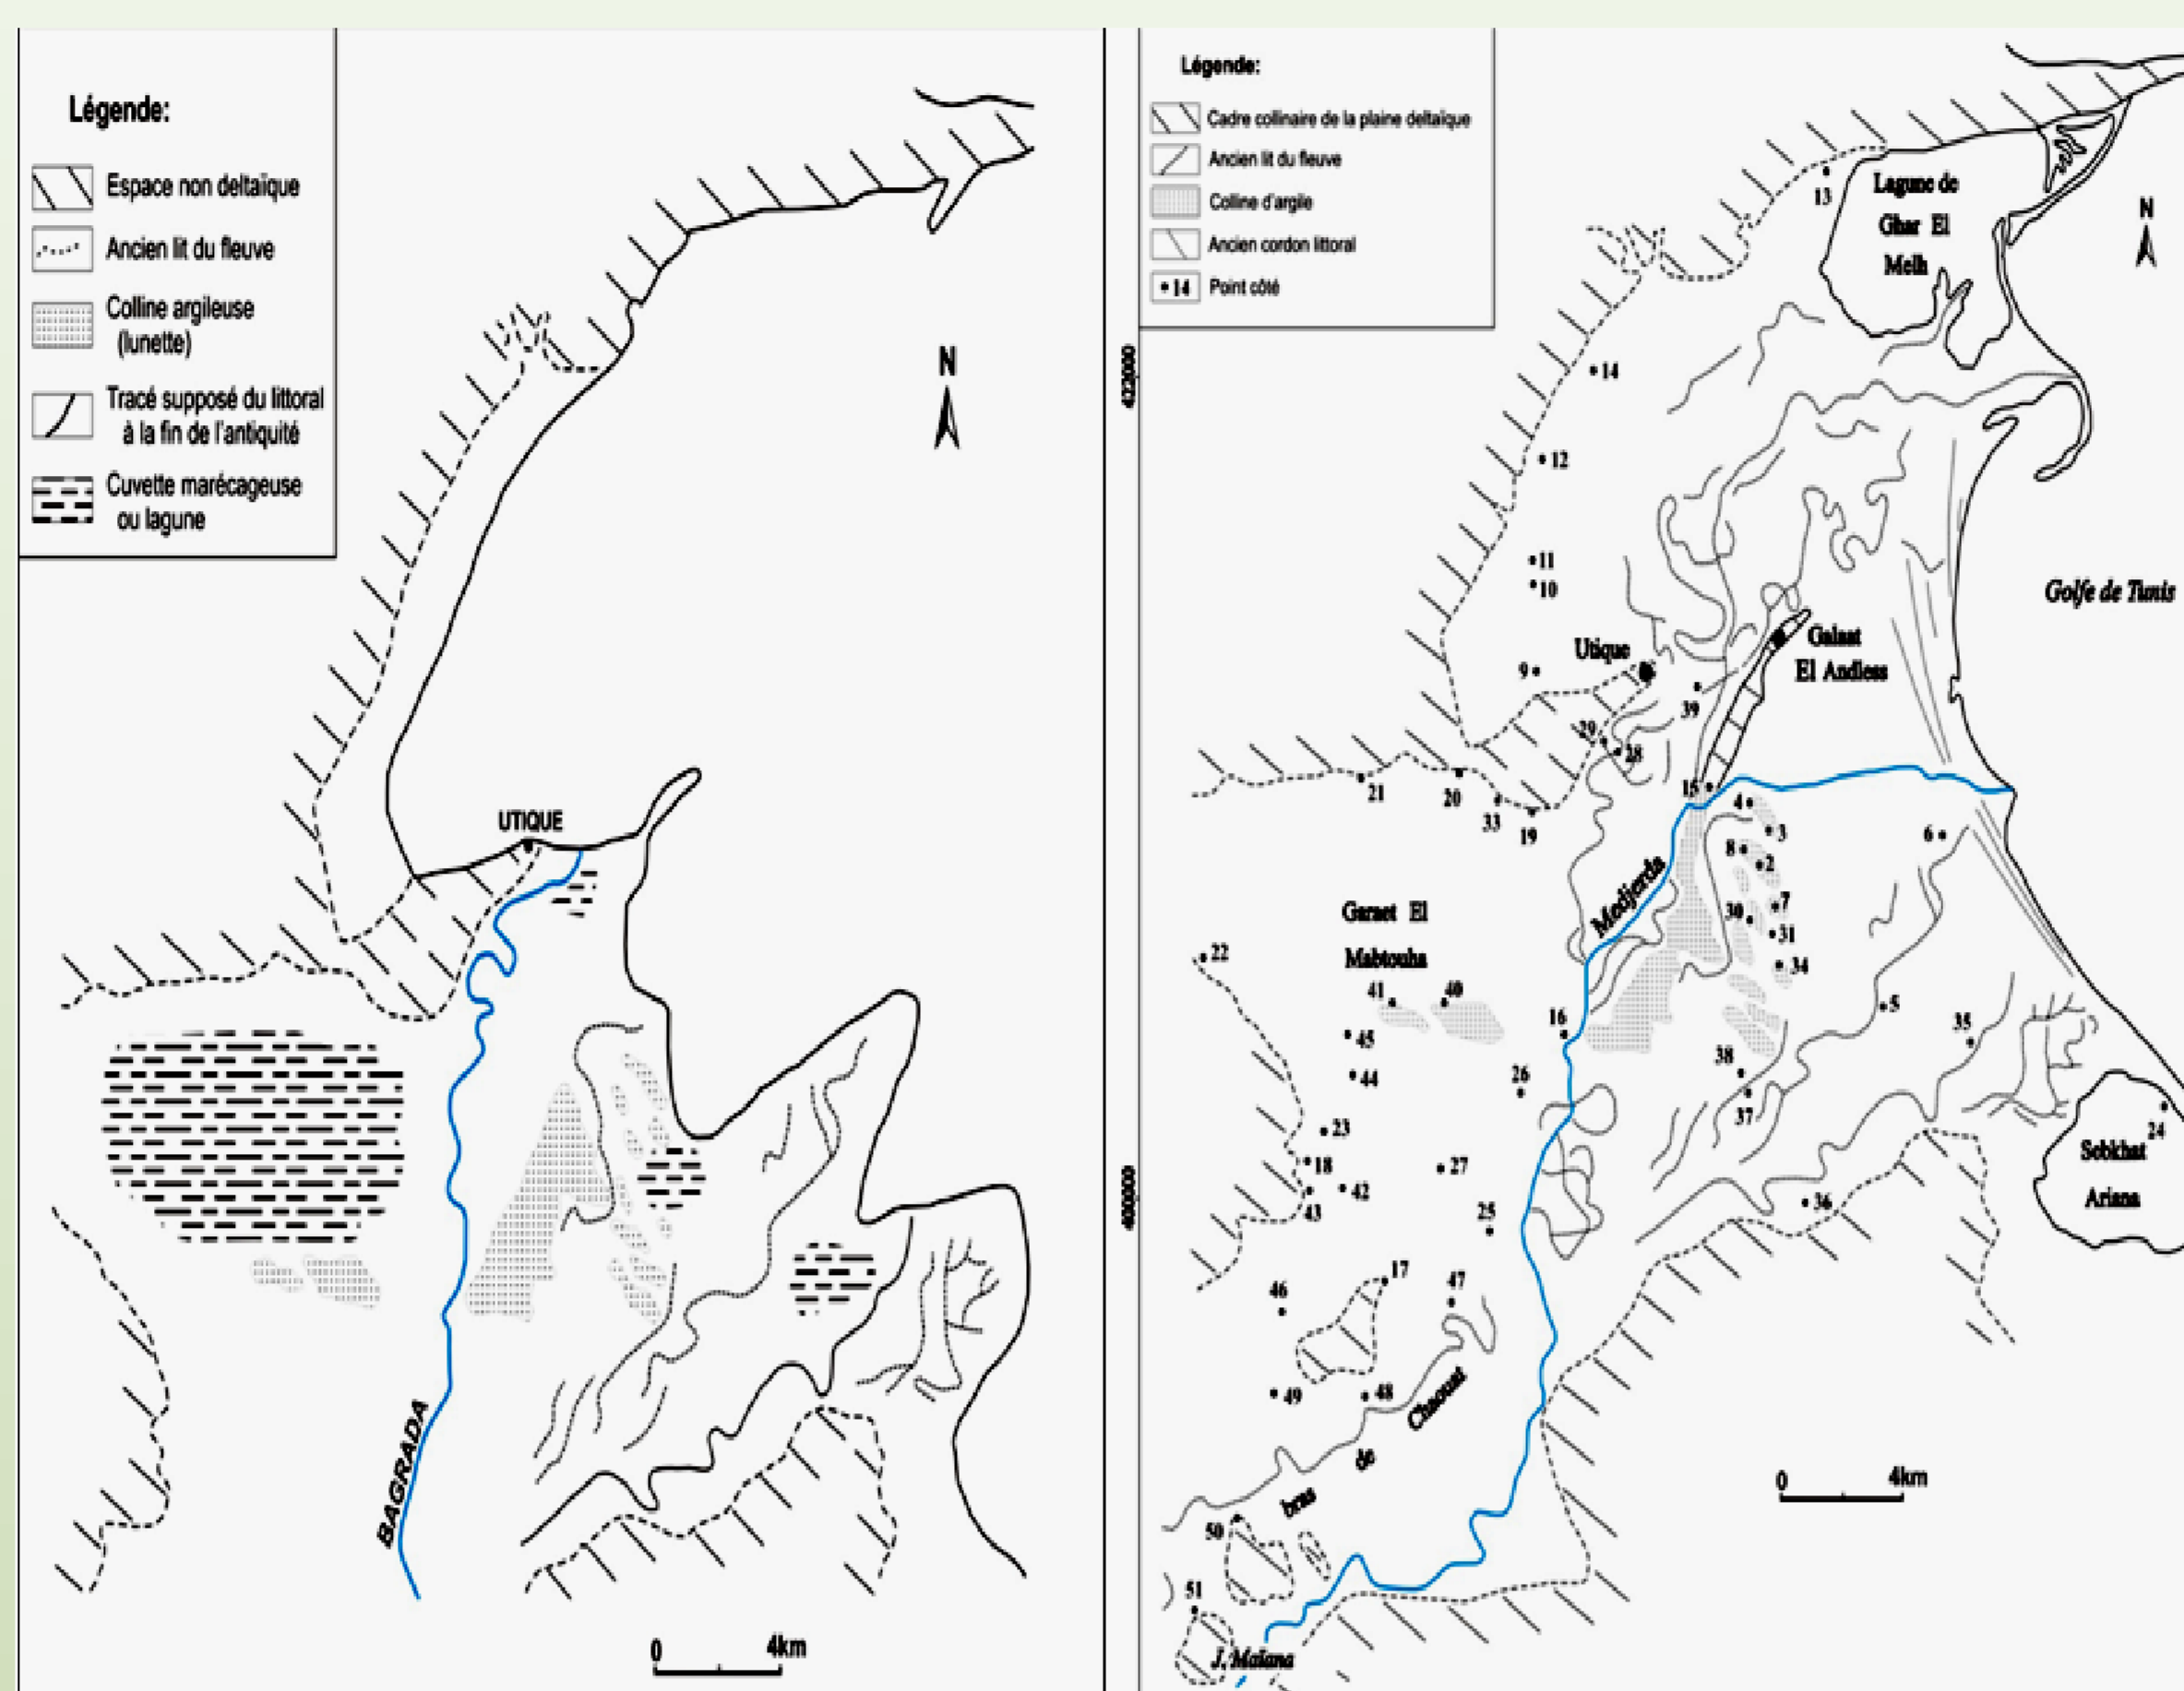 Légende:
Espace non deltaïque
Ancien lit du fleuve
Colline argileuse
(lunette)
Tracé supposé du littoral
à la fin de l'antiquité
Cuvette marécageuse
ou lagune
N
UTIQUE
BAGRADA
0 4km
Légende:
Cadre collinaire de la plaine deltaïque
Ancien lit du fleuve
Colline d'argile
Ancien cordon littoral
14 Point côté
422000
400000
N
13
Lagune de
Ghar El
Melh
14
12
11
10
Golfe de Tunis
Utique
Galaat
El Andless
9
39
29
28
15
21
20
33
19
4
3
8
2
6
Medjerda
7
30
31
34
Garaet El
Mabtouha
22
41
40
16
5
35
45
44
26
38
37
23
18
27
42
43
25
36
24
Sebkhat
Ariana
46
17
47
49
48
bras
de
Chaouat
0 4km
50
51
J. Maïana